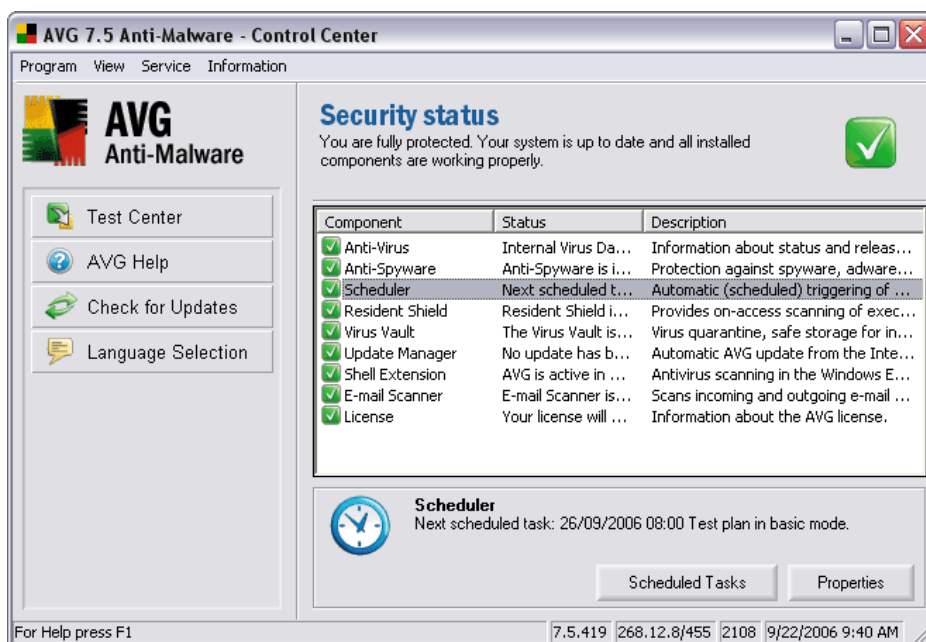 AVG 7.5 Anti-Malware - Control Center
Program View Service Information
AVG
Anti-Malware
Test Center
AVG Help
Check for Updates
Language Selection
Security status
You are fully protected. Your system is up to date and all installed
components are working properly.
Component Status Description
Anti-Virus Internal Virus Da... Information about status and releas...
Anti-Spyware Anti-Spyware is i... Protection against spyware, adware...
Scheduler Next scheduled t... Automatic (scheduled) triggering of ...
Resident Shield Resident Shield i... Provides on-access scanning of exec...
Virus Vault The Virus Vault is... Virus quarantine, safe storage for in...
Update Manager No update has b... Automatic AVG update from the Inte...
Shell Extension AVG is active in ... Antivirus scanning in the Windows E...
E-mail Scanner E-mail Scanner is... Scans incoming and outgoing e-mail ...
License Your license will ... Information about the AVG license.
Scheduler
Next scheduled task: 26/09/2006 08:00 Test plan in basic mode.
Scheduled Tasks Properties
For Help press F1 7.5.419 268.12.8/455 2108 9/22/2006 9:40 AM